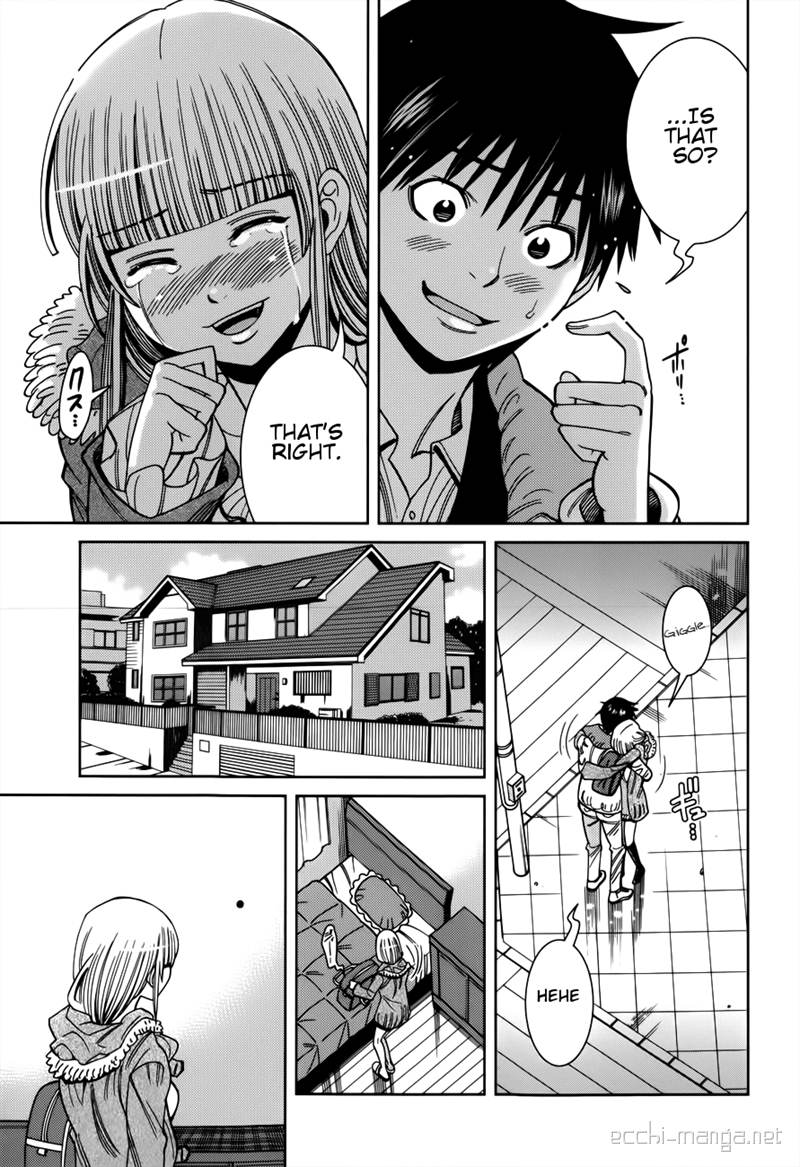 ...IS
THAT
SO?
ポリ...
THAT'S
RIGHT.
クス...
GIGGLE
ギュ...
HEHE
ecchi-manga.net